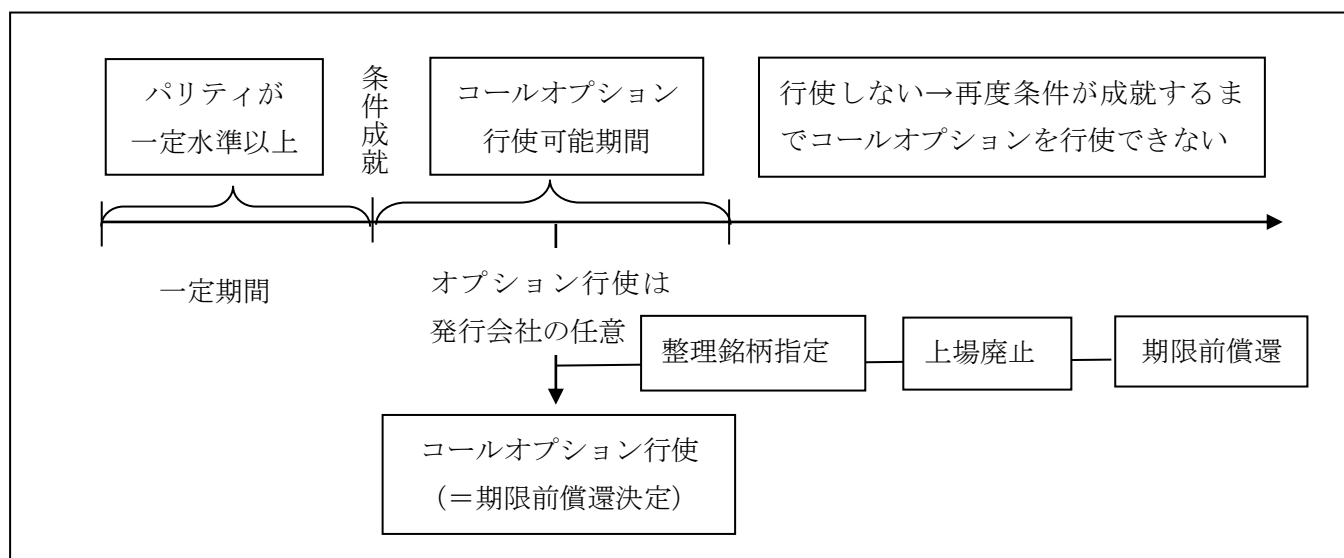 パリティが
一定水準以上
条件成就
コールオプション
行使可能期間
行使しない→再度条件が成就するま
でコールオプションを行使できない
一定期間
オプション行使は
発行会社の任意
整理銘柄指定
上場廃止
期限前償還
コールオプション行使
（＝期限前償還決定）